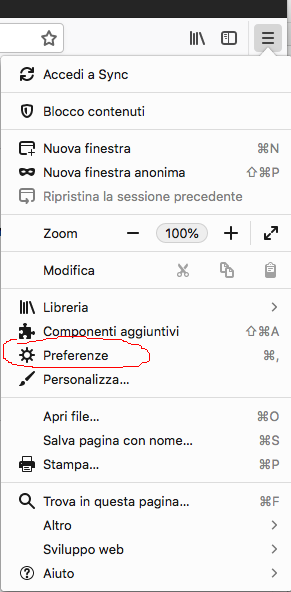 Accedi a Sync
Blocco contenuti
Nuova finestra ⌘N
Nuova finestra anonima ⇧⌘P
Ripristina la sessione precedente
Zoom − 100% +
Modifica
Libreria
Componenti aggiuntivi ⇧⌘A
Preferenze ⌘,
Personalizza...
Apri file... ⌘O
Salva pagina con nome... ⌘S
Stampa... ⌘P
Trova in questa pagina... ⌘F
Altro
Sviluppo web
Aiuto